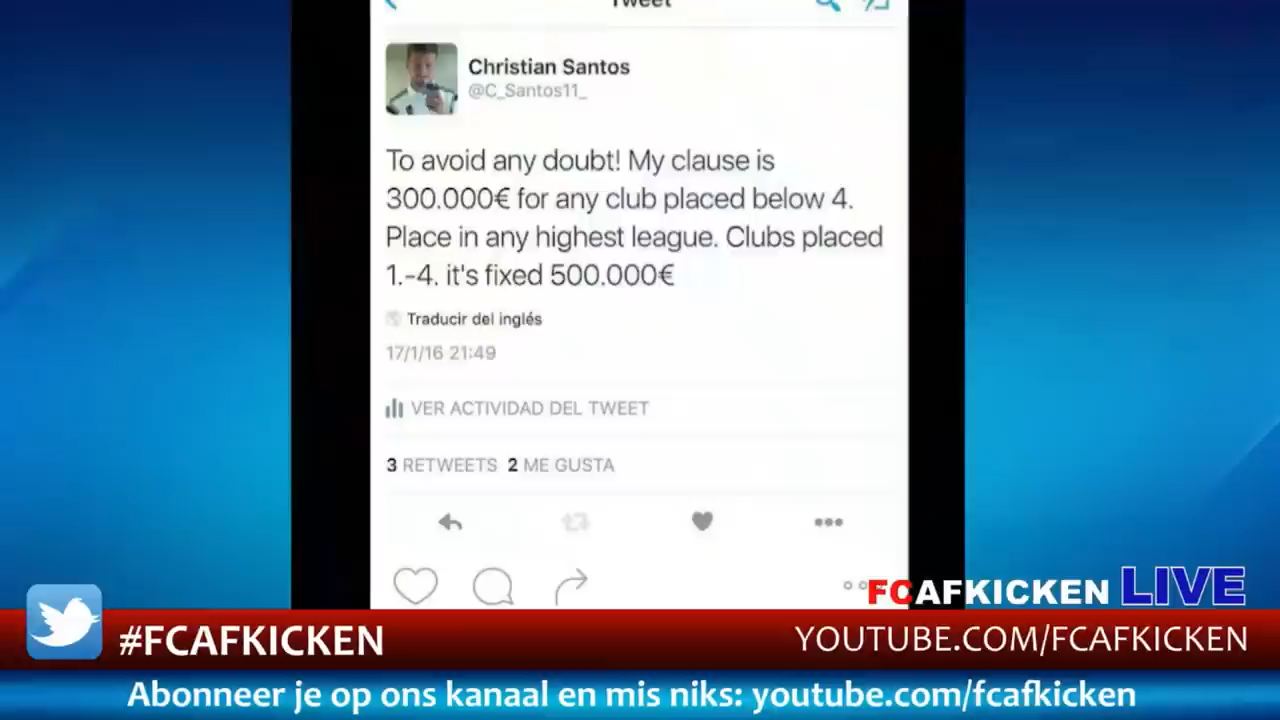 Tweet
Christian Santos
@C_Santos11_
To avoid any doubt! My clause is
300.000€ for any club placed below 4.
Place in any highest league. Clubs placed
1.-4. it's fixed 500.000€
Traducir del inglés
17/1/16 21:49
VER ACTIVIDAD DEL TWEET
3 RETWEETS 2 ME GUSTA
FCAFKICKEN LIVE
#FCAFKICKEN
YOUTUBE.COM/FCAFKICKEN
Abonneer je op ons kanaal en mis niks: youtube.com/fcafkicken